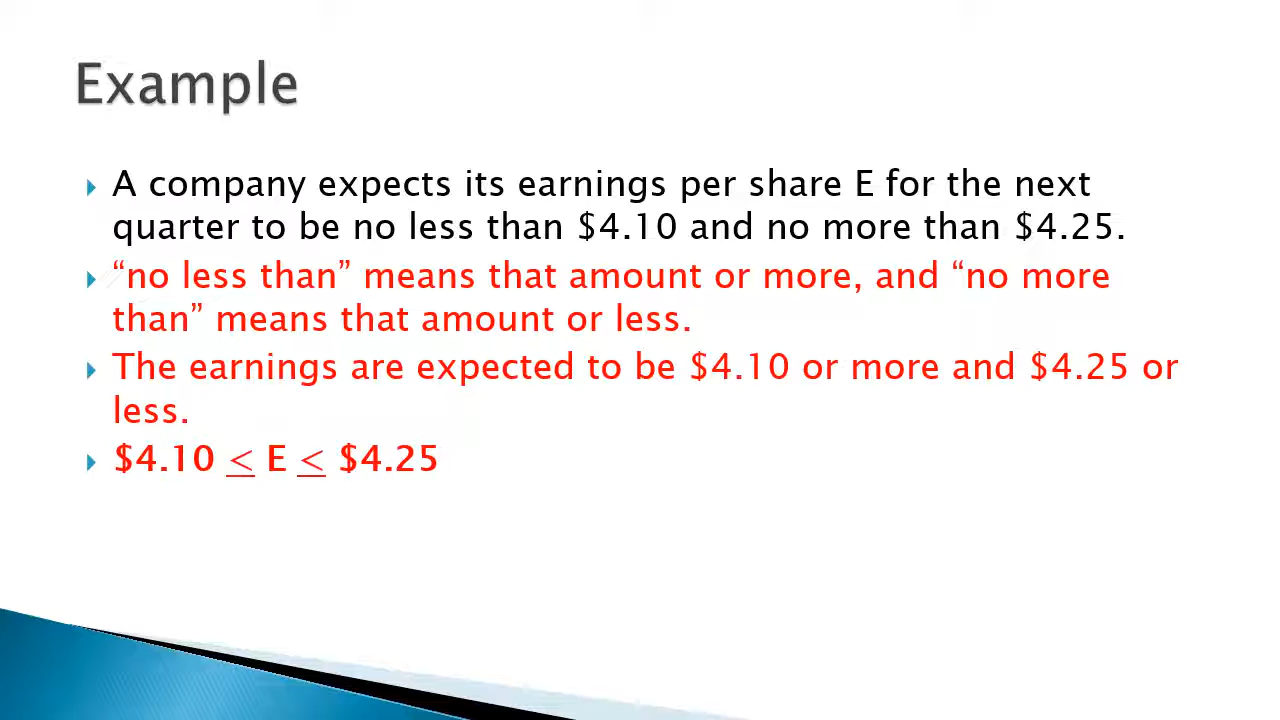 Example
A company expects its earnings per share E for the next
quarter to be no less than $4.10 and no more than $4.25.
“no less than” means that amount or more, and “no more
than” means that amount or less.
The earnings are expected to be $4.10 or more and $4.25 or
less.
$4.10 ≤ E ≤ $4.25